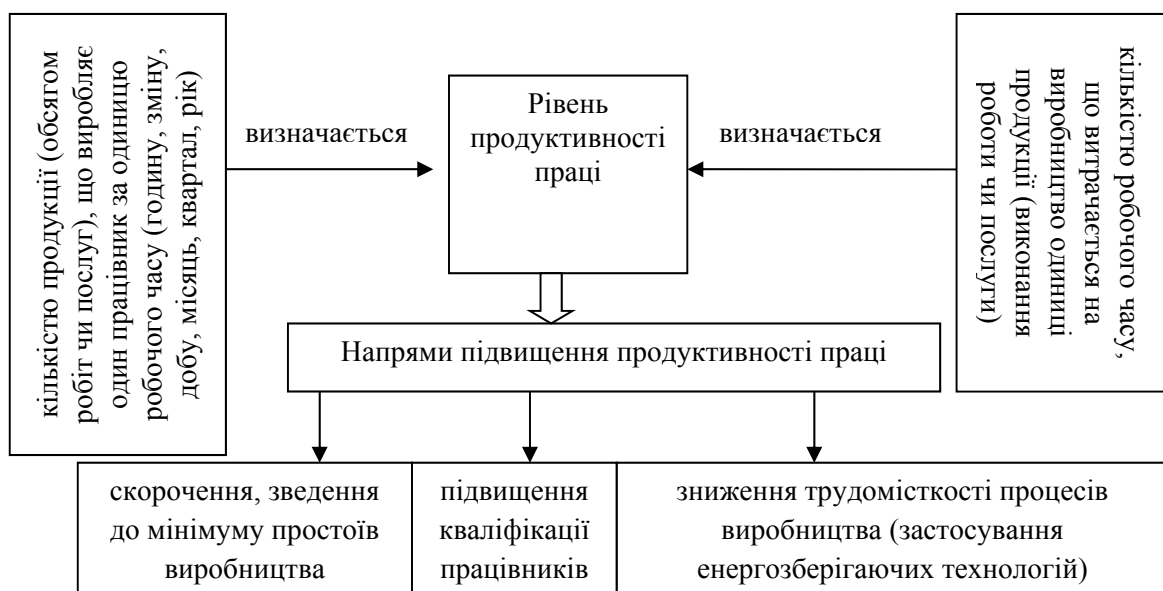 кількістю продукції (обсягом
робіт чи послуг), що виробляє
один працівник за одиницю
робочого часу (годину, зміну,
добу, місяць, квартал, рік)
визначається
Рівень
продуктивності
праці
визначається
кількістю робочого часу,
що витрачається на
виробництво одиниці
продукції (виконання
роботи чи послуги)
Напрями підвищення продуктивності праці
скорочення, зведення
до мінімуму простоїв
виробництва
підвищення
кваліфікації
працівників
зниження трудомісткості процесів
виробництва (застосування
енергозберігаючих технологій)